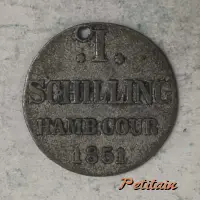 .I.
SCHILLING
HAMB·COUR
1851
Petitain